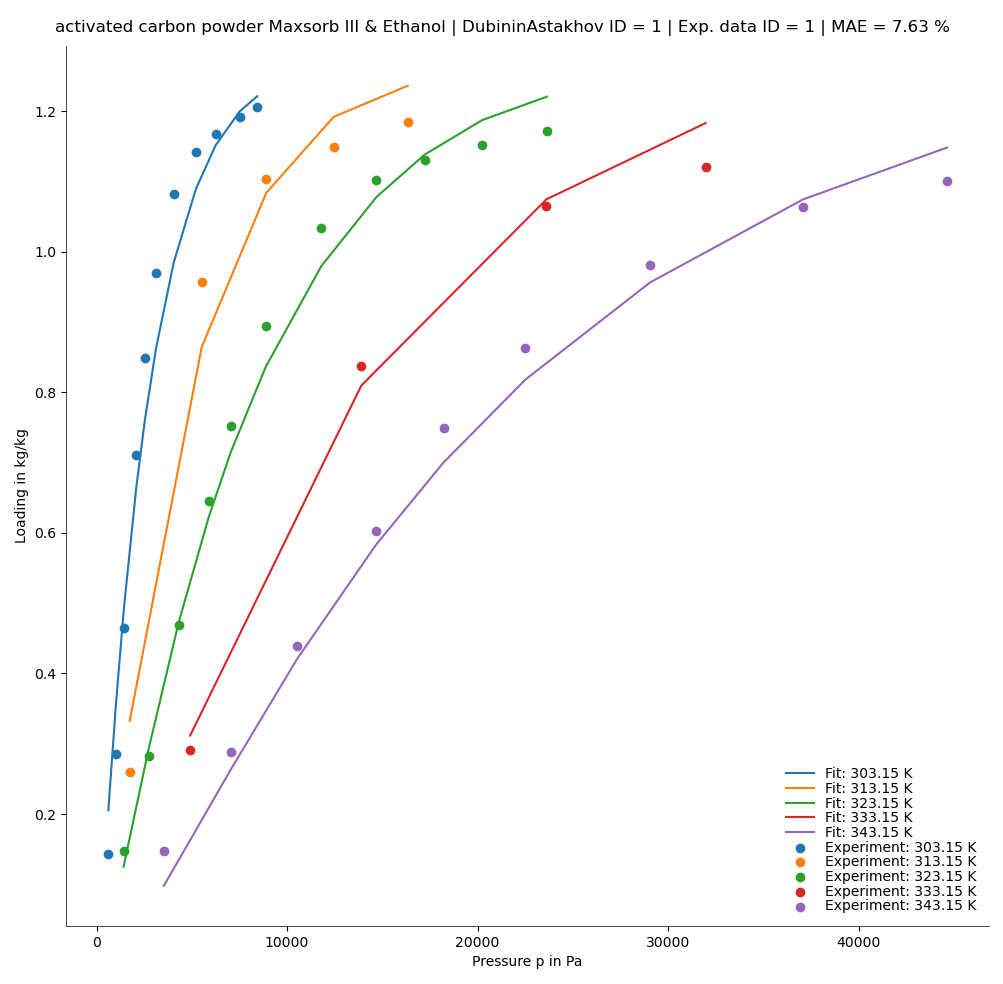 activated carbon powder Maxsorb III & Ethanol | DubininAstakhov ID = 1 | Exp. data ID = 1 | MAE = 7.63 %
1.2
1.0
0.8
0.6
0.4
0.2
Loading in kg/kg
0
10000
20000
30000
40000
Pressure p in Pa
Fit: 303.15 K
Fit: 313.15 K
Fit: 323.15 K
Fit: 333.15 K
Fit: 343.15 K
Experiment: 303.15 K
Experiment: 313.15 K
Experiment: 323.15 K
Experiment: 333.15 K
Experiment: 343.15 K